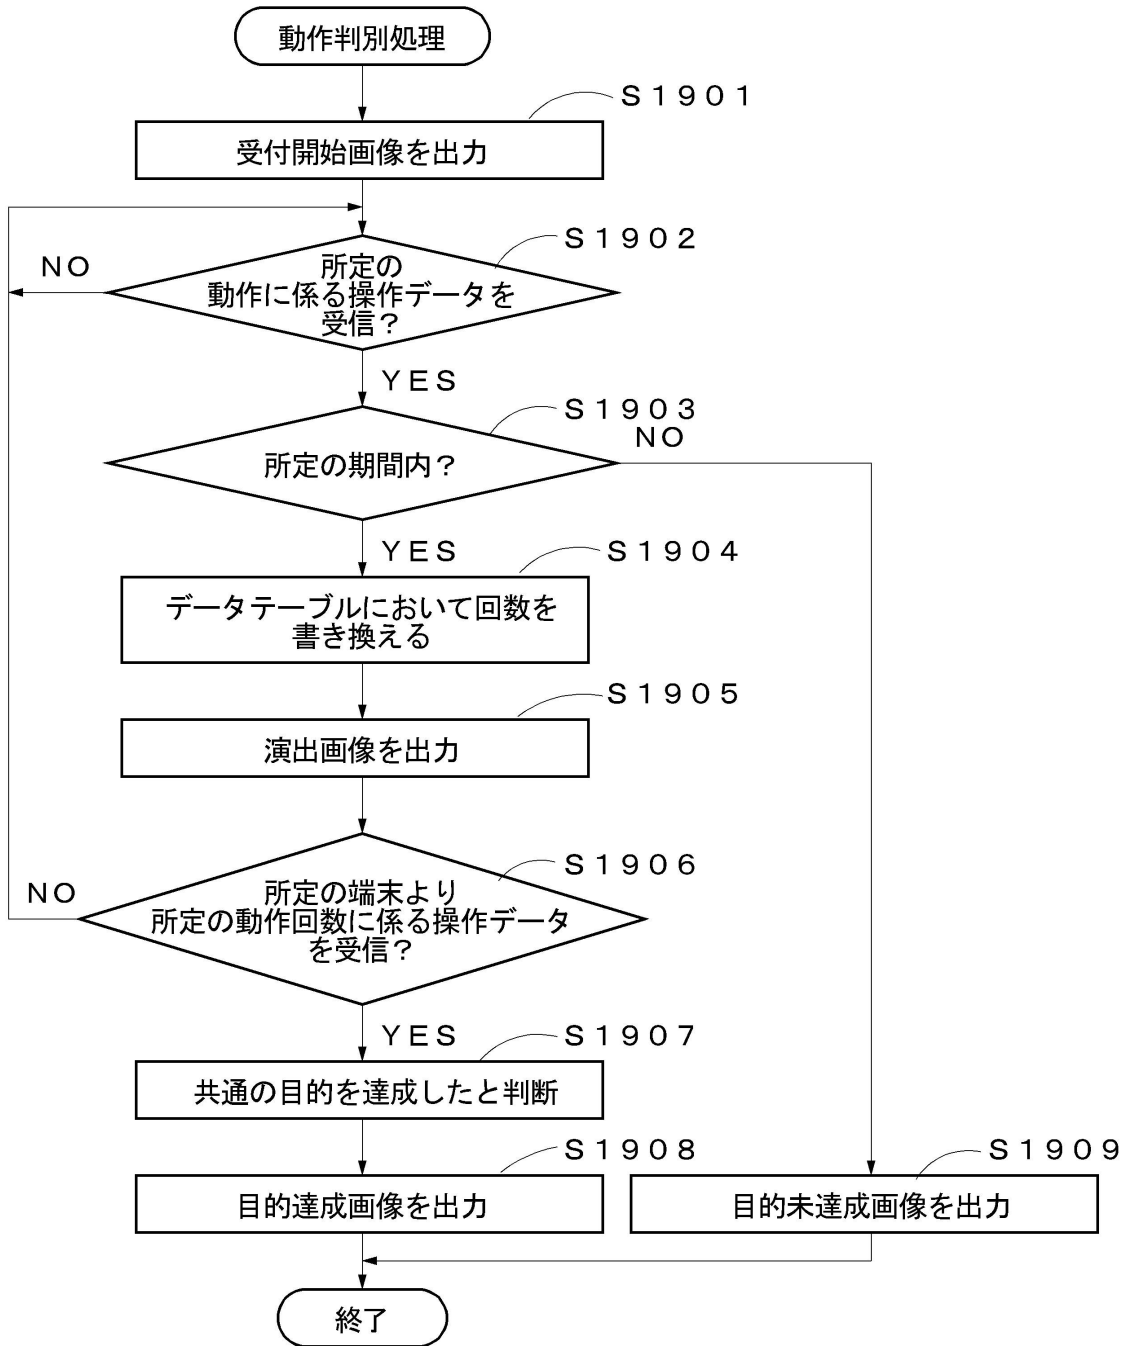 動作判別処理
S1901
受付開始画像を出力
S1902
NO
所定の
動作に係る操作データを
受信？
YES
S1903
NO
所定の期間内？
YES
S1904
データテーブルにおいて回数を
書き換える
S1905
演出画像を出力
S1906
NO
所定の端末より
所定の動作回数に係る操作データ
を受信？
YES
S1907
共通の目的を達成したと判断
S1908
S1909
目的達成画像を出力
目的未達成画像を出力
終了